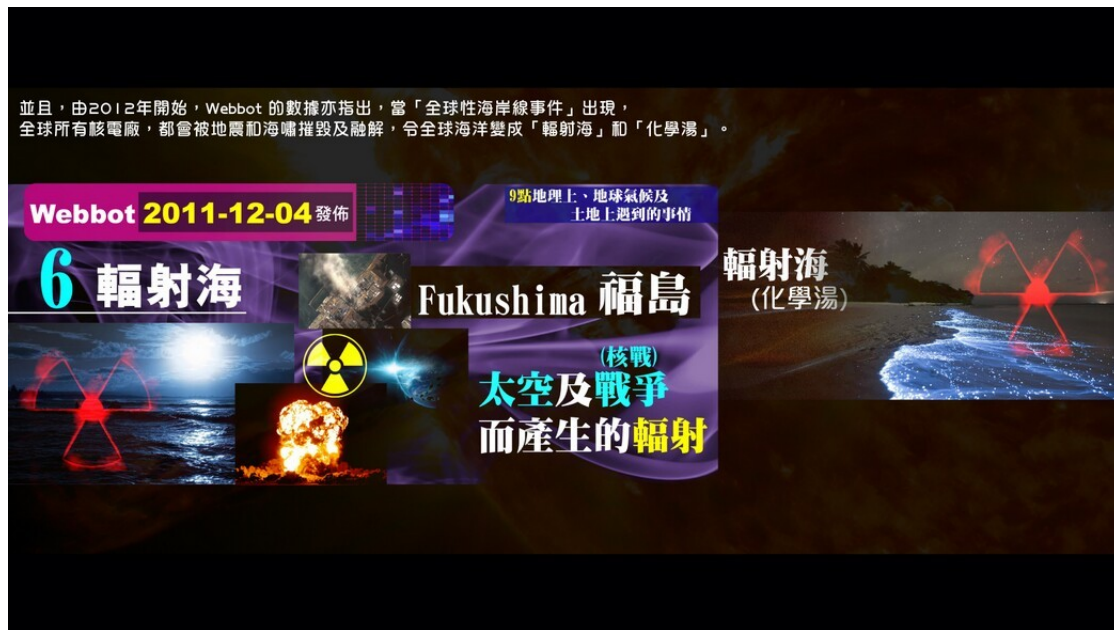 並且，由2012年開始，Webbot 的數據亦指出，當「全球性海岸線事件」出現，
全球所有核電廠，都會被地震和海嘯摧毀及融解，令全球海洋變成「輻射海」和「化學湯」。
Webbot 2011-12-04 發佈
9點地理上、地球氣候及
土地上遇到的事情
6 輻射海
Fukushima 福島
(核戰)
太空及戰爭
而產生的輻射
輻射海
(化學湯)